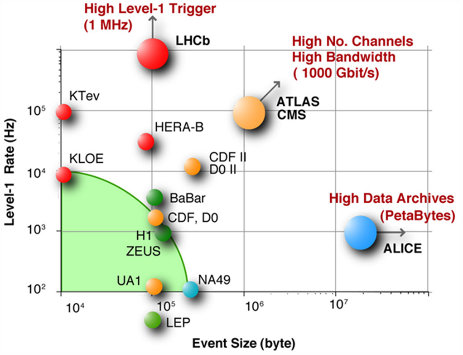 High Level-1 Trigger
(1 MHz)
LHCb
High No. Channels
High Bandwidth
( 1000 Gbit/s)
KTev
10⁵
ATLAS
CMS
HERA-B
KLOE
10⁴
CDF II
D0 II
High Data Archives
(PetaBytes)
BaBar
CDF, D0
10³
H1
ZEUS
ALICE
UA1
NA49
10²
LEP
10⁴
10⁵
10⁶
10⁷
Level-1 Rate (Hz)
Event Size (byte)